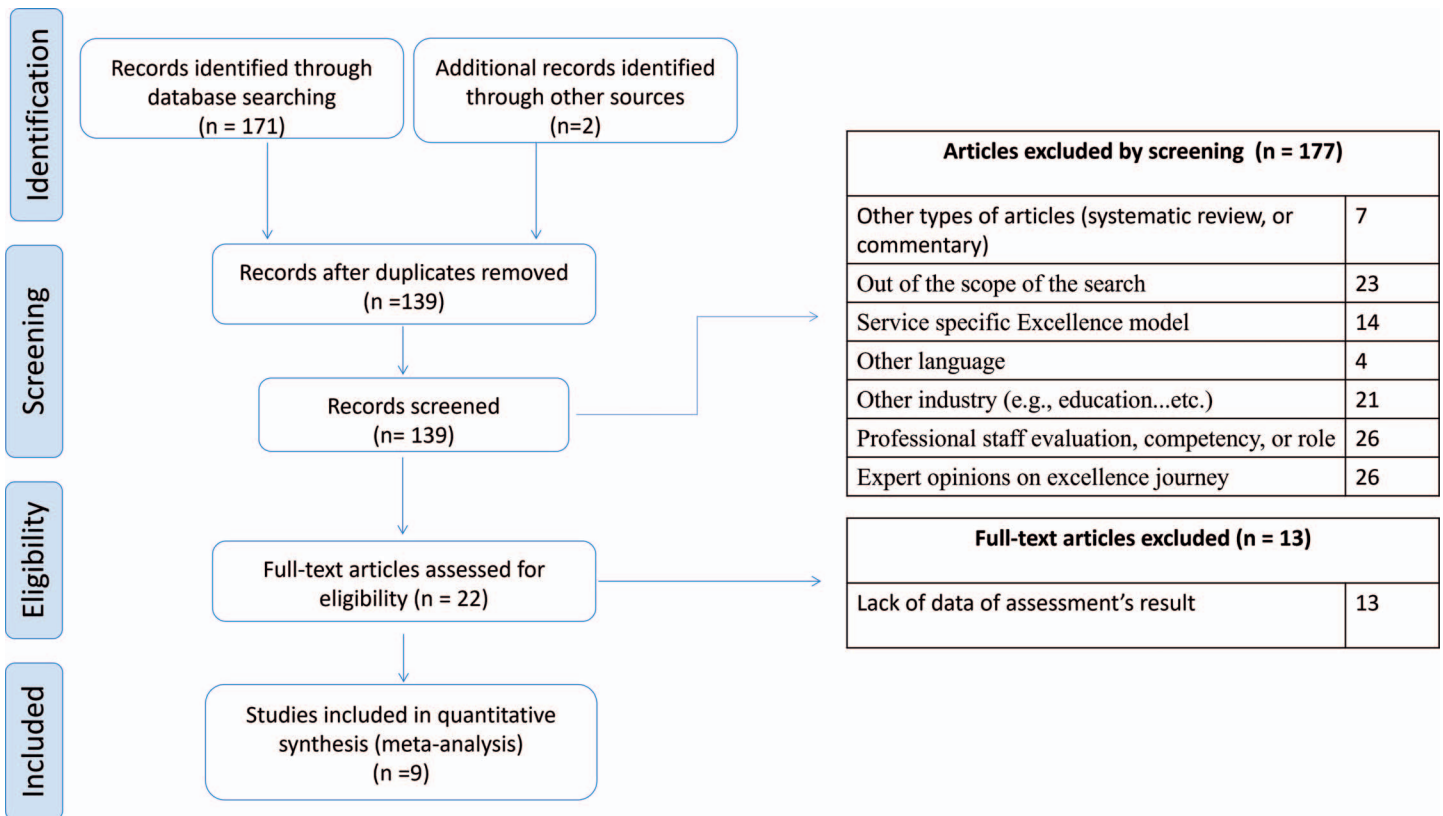 Identification
Records identified through
database searching
(n = 171)
Additional records identified
through other sources
(n=2)
Screening
Records after duplicates removed
(n =139)
Records screened
(n= 139)
Articles excluded by screening (n = 177)
Other types of articles (systematic review, or
commentary)
7
Out of the scope of the search
23
Service specific Excellence model
14
Other language
4
Other industry (e.g., education...etc.)
21
Professional staff evaluation, competency, or role
26
Expert opinions on excellence journey
26
Eligibility
Full-text articles assessed for
eligibility (n = 22)
Full-text articles excluded (n = 13)
Lack of data of assessment’s result
13
Included
Studies included in quantitative
synthesis (meta-analysis)
(n =9)